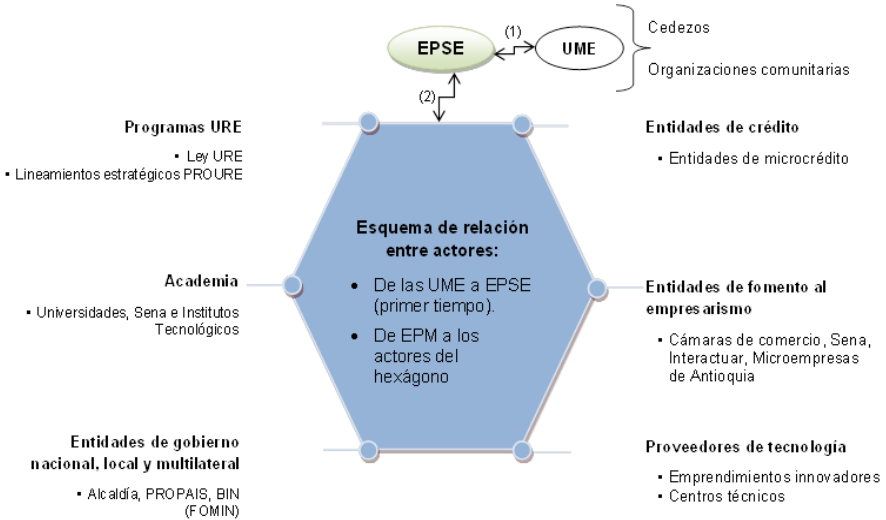 EPSE
(1)
UME
Cedezos
Organizaciones comunitarias
(2)
Programas URE
▪ Ley URE
▪ Lineamientos estratégicos PROURE
Entidades de crédito
▪ Entidades de microcrédito
Esquema de relación
entre actores:
• De las UME a EPSE
(primer tiempo).
• De EPM a los
actores del
hexágono
Academia
▪ Universidades, Sena e Institutos
Tecnológicos
Entidades de fomento al
empresarismo
▪ Cámaras de comercio, Sena,
Interactuar, Microempresas
de Antioquia
Entidades de gobierno
nacional, local y multilateral
▪ Alcaldía, PROPAIS, BIN
(FOMIN)
Proveedores de tecnología
▪ Emprendimientos innovadores
▪ Centros técnicos